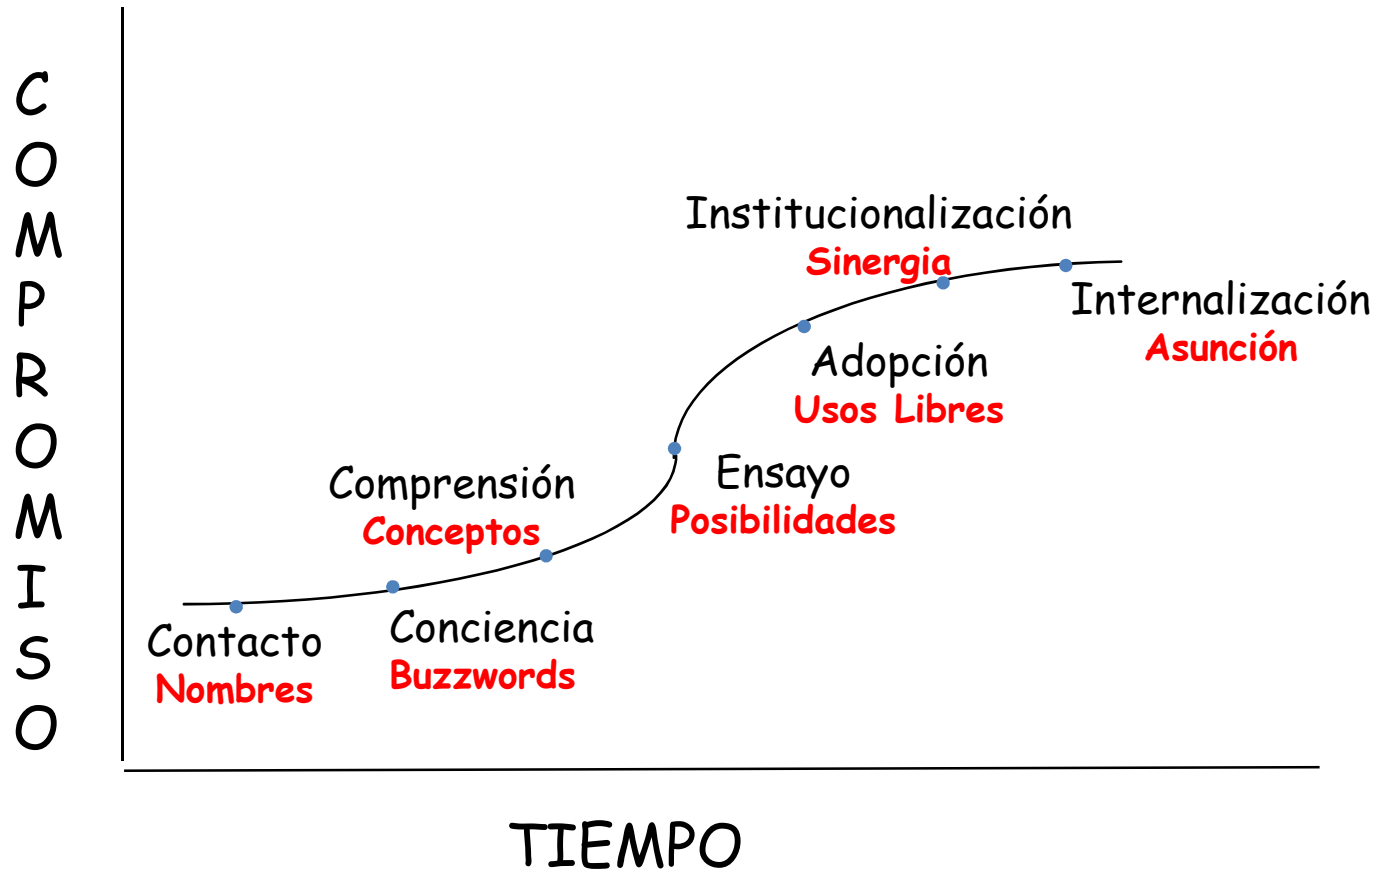 COMPROMISO
Institucionalización
Sinergia
Internalización
Asunción
Adopción
Usos Libres
Ensayo
Posibilidades
Comprensión
Conceptos
Conciencia
Buzzwords
Contacto
Nombres
TIEMPO